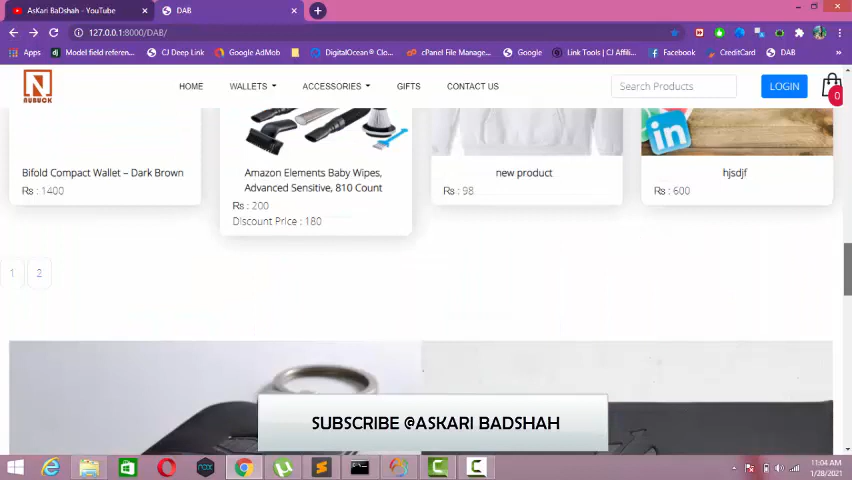 AsKari BaDshah - YouTube
DAB
127.0.0.1:8000/DAB/
Apps
Model field referen...
CJ Deep Link
Google AdMob
DigitalOcean® Clo...
cPanel File Manage...
Google
Link Tools | CJ Affili...
Facebook
CreditCard
DAB
NUBUCK
HOME
WALLETS
ACCESSORIES
GIFTS
CONTACT US
Search Products
LOGIN
0
in
Bifold Compact Wallet – Dark Brown
Rs : 1400
Amazon Elements Baby Wipes,
Advanced Sensitive, 810 Count
Rs : 200
Discount Price : 180
new product
Rs : 98
hjsdjf
Rs : 600
1
2
SUBSCRIBE @ASKARI BADSHAH
11:04 AM
1/28/2021